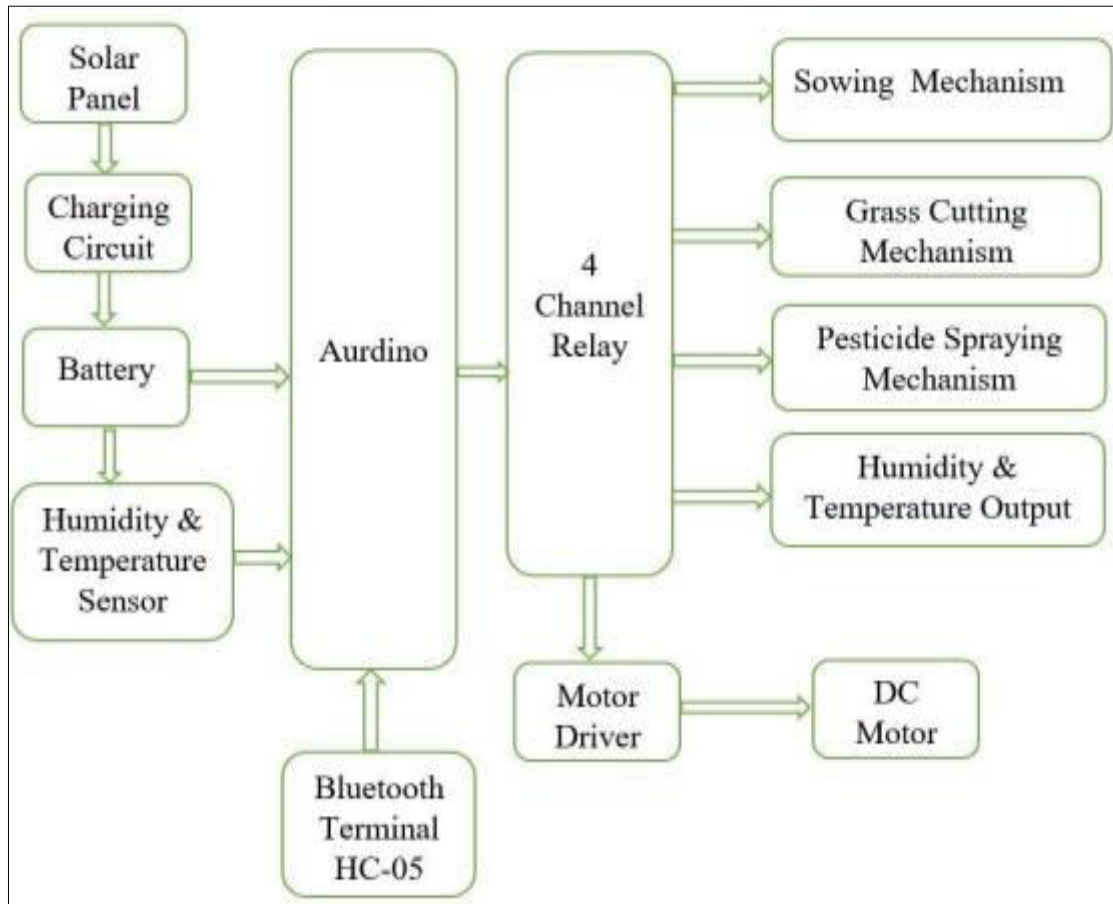 Solar
Panel
Charging
Circuit
Battery
Humidity &
Temperature
Sensor
Aurdino
Bluetooth
Terminal
HC-05
4
Channel
Relay
Sowing Mechanism
Grass Cutting
Mechanism
Pesticide Spraying
Mechanism
Humidity &
Temperature Output
Motor
Driver
DC
Motor